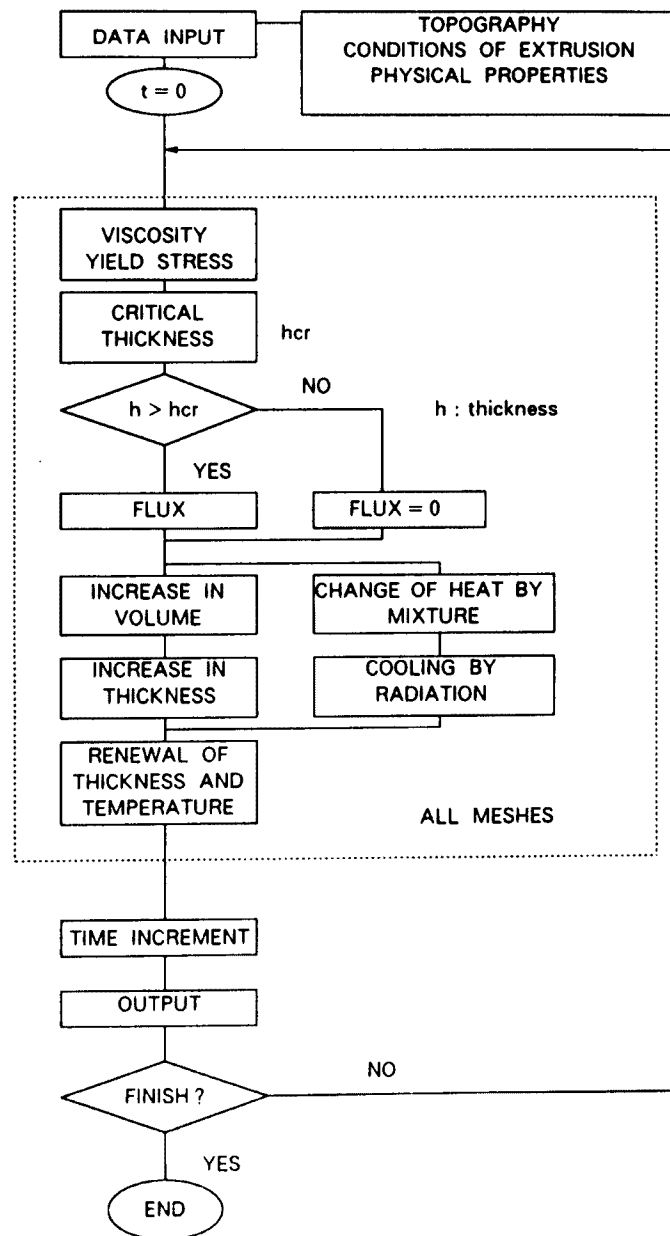 DATA INPUT
TOPOGRAPHY
CONDITIONS OF EXTRUSION
PHYSICAL PROPERTIES
t = 0
VISCOSITY
YIELD STRESS
CRITICAL
THICKNESS
hcr
NO
h > hcr
h : thickness
YES
FLUX
FLUX = 0
INCREASE IN
VOLUME
CHANGE OF HEAT BY
MIXTURE
INCREASE IN
THICKNESS
COOLING BY
RADIATION
RENEWAL OF
THICKNESS AND
TEMPERATURE
ALL MESHES
TIME INCREMENT
OUTPUT
NO
FINISH ?
YES
END